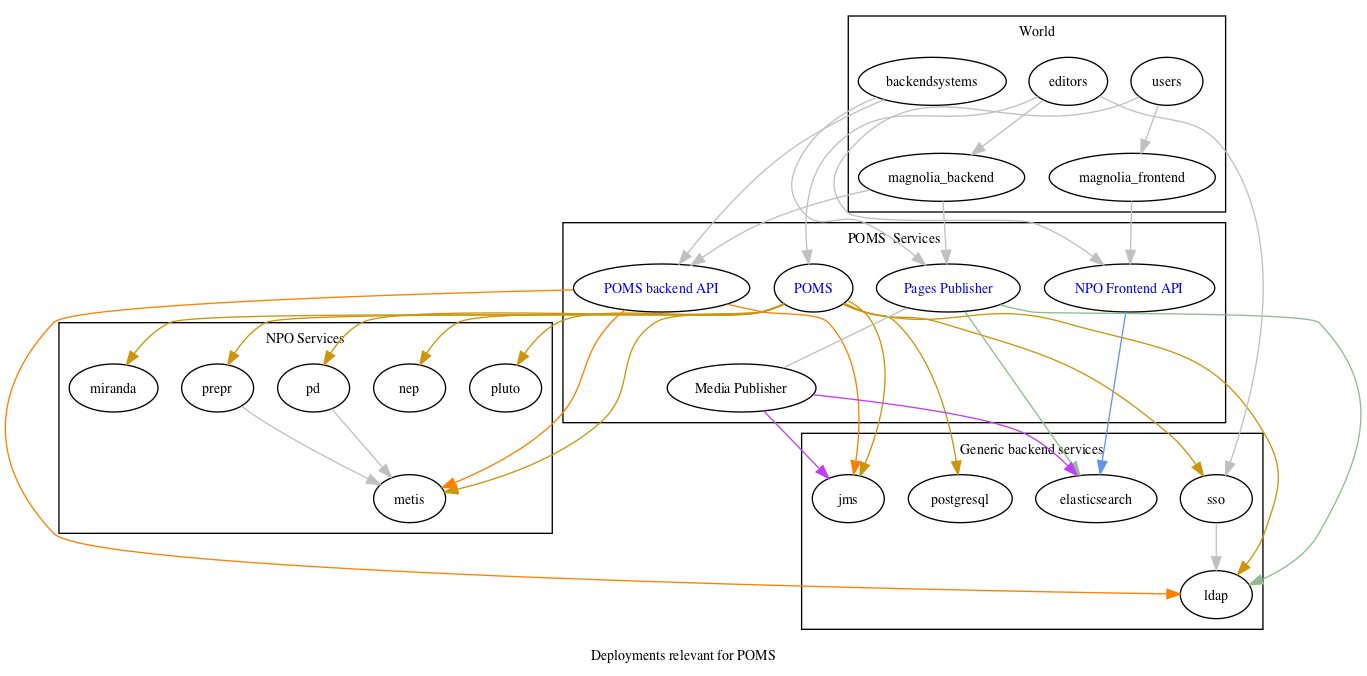 World
backendsystems
editors
users
magnolia_backend
magnolia_frontend
POMS Services
POMS backend API
POMS
Pages Publisher
NPO Frontend API
NPO Services
miranda
prepr
pd
nep
pluto
Media Publisher
Generic backend services
metis
jms
postgresql
elasticsearch
sso
ldap
Deployments relevant for POMS